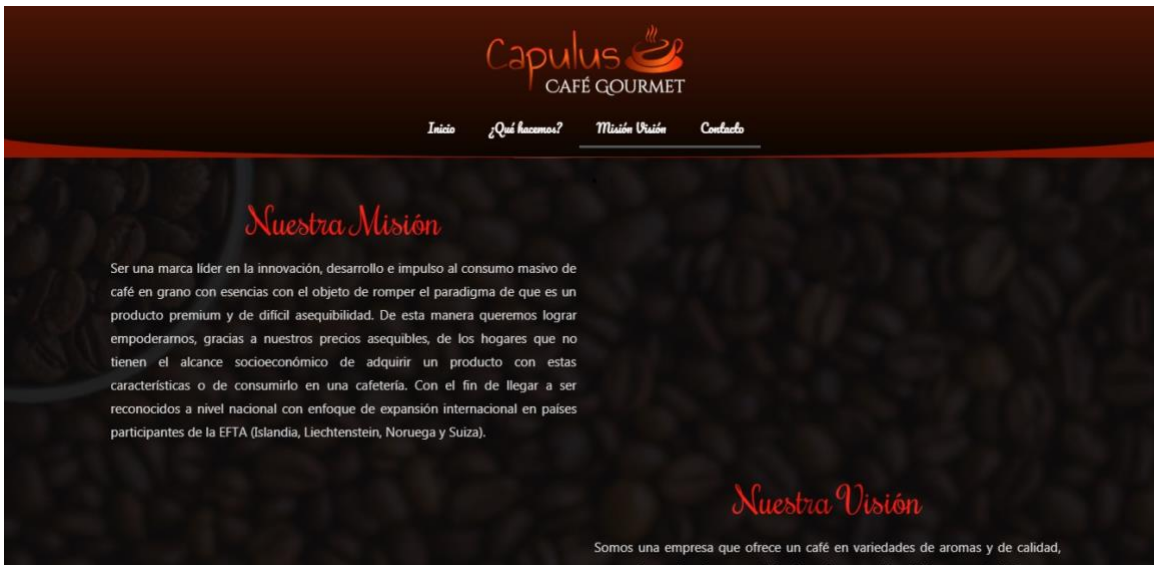 Capulus
CAFÉ GOURMET
Inicio ¿Qué hacemos? Misión Visión Contacto
Nuestra Misión
Ser una marca líder en la innovación, desarrollo e impulso al consumo masivo de
café en grano con esencias con el objeto de romper el paradigma de que es un
producto premium y de difícil asequibilidad. De esta manera queremos lograr
empoderarnos, gracias a nuestros precios asequibles, de los hogares que no
tienen el alcance socioeconómico de adquirir un producto con estas
características o de consumirlo en una cafetería. Con el fin de llegar a ser
reconocidos a nivel nacional con enfoque de expansión internacional en países
participantes de la EFTA (Islandia, Liechtenstein, Noruega y Suiza).
Nuestra Visión
Somos una empresa que ofrece un café en variedades de aromas y de calidad,